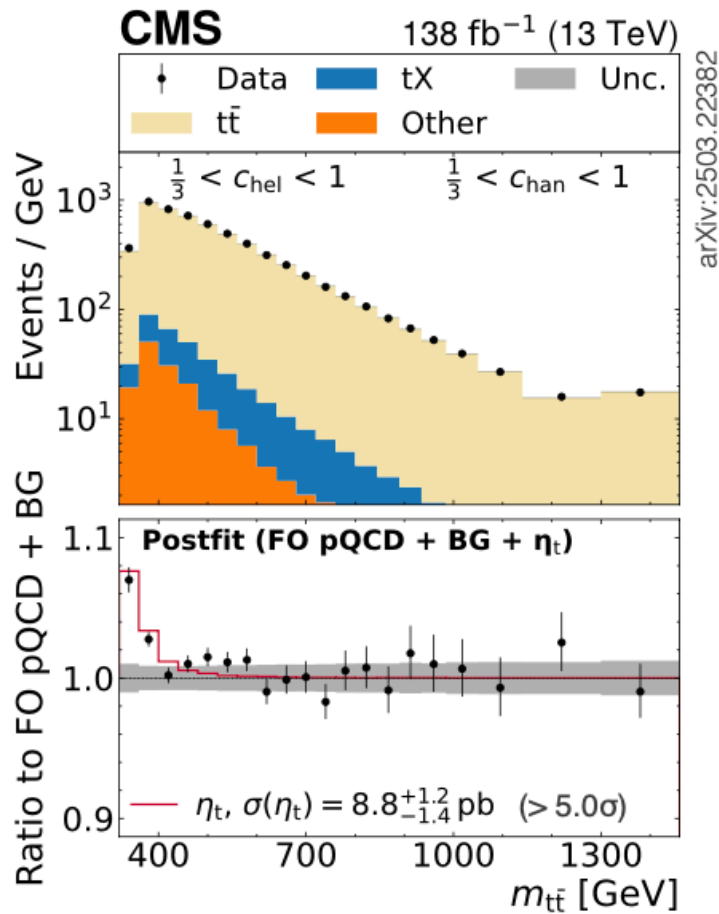 CMS 138 fb⁻¹ (13 TeV)
Data tX Unc.
tt̄ Other
1/3 < c_hel < 1 1/3 < c_han < 1
arXiv:2503.22382
Events / GeV
10³
10²
10¹
Ratio to FO pQCD + BG
Postfit (FO pQCD + BG + η_t)
1.1
1.0
0.9
η_t, σ(η_t) = 8.8^{+1.2}_{-1.4} pb (> 5.0σ)
400 700 1000 1300
m_{tt̄} [GeV]